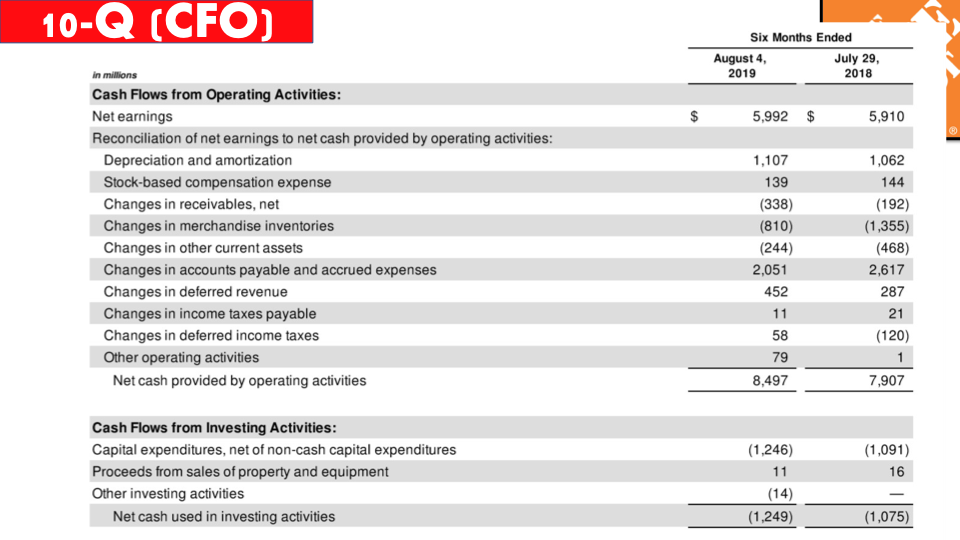 10-Q (CFO)
Six Months Ended
in millions August 4, 2019 July 29, 2018
Cash Flows from Operating Activities:
Net earnings $ 5,992 $ 5,910
Reconciliation of net earnings to net cash provided by operating activities:
Depreciation and amortization 1,107 1,062
Stock-based compensation expense 139 144
Changes in receivables, net (338) (192)
Changes in merchandise inventories (810) (1,355)
Changes in other current assets (244) (468)
Changes in accounts payable and accrued expenses 2,051 2,617
Changes in deferred revenue 452 287
Changes in income taxes payable 11 21
Changes in deferred income taxes 58 (120)
Other operating activities 79 1
Net cash provided by operating activities 8,497 7,907
Cash Flows from Investing Activities:
Capital expenditures, net of non-cash capital expenditures (1,246) (1,091)
Proceeds from sales of property and equipment 11 16
Other investing activities (14) —
Net cash used in investing activities (1,249) (1,075)
®